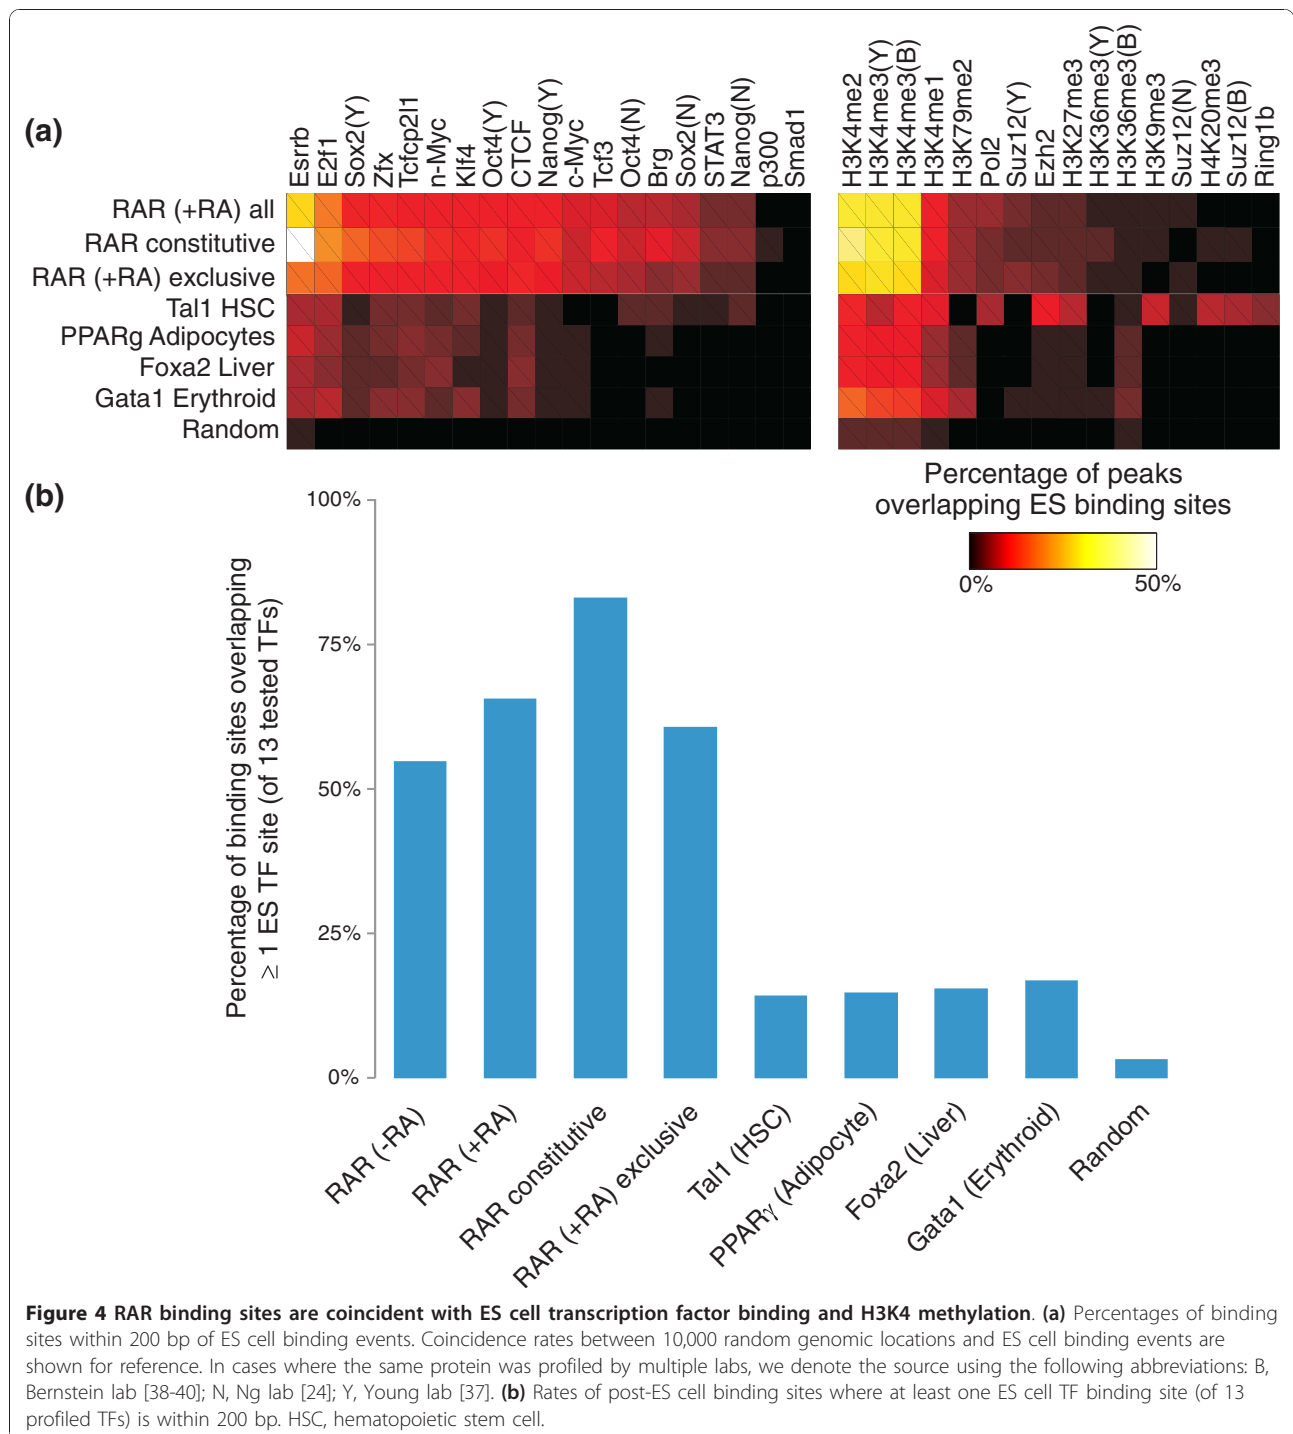 (a)
Esrrb
E2f1
Sox2(Y)
Zfx
Tcfcp2l1
n-Myc
Klf4
Oct4(Y)
CTCF
Nanog(Y)
c-Myc
Tcf3
Oct4(N)
Brg
Sox2(N)
STAT3
Nanog(N)
p300
Smad1
H3K4me2
H3K4me3(Y)
H3K4me3(B)
H3K4me1
H3K79me2
Pol2
Suz12(Y)
Ezh2
H3K27me3
H3K36me3(Y)
H3K36me3(B)
H3K9me3
Suz12(N)
H4K20me3
Suz12(B)
Ring1b
RAR (+RA) all
RAR constitutive
RAR (+RA) exclusive
Tal1 HSC
PPARg Adipocytes
Foxa2 Liver
Gata1 Erythroid
Random
Percentage of peaks
overlapping ES binding sites
0%
50%
(b)
Percentage of binding sites overlapping
≥ 1 ES TF site (of 13 tested TFs)
100%
75%
50%
25%
0%
RAR (-RA)
RAR (+RA)
RAR constitutive
RAR (+RA) exclusive
Tal1 (HSC)
PPARγ (Adipocyte)
Foxa2 (Liver)
Gata1 (Erythroid)
Random
Figure 4 RAR binding sites are coincident with ES cell transcription factor binding and H3K4 methylation. (a) Percentages of binding
sites within 200 bp of ES cell binding events. Coincidence rates between 10,000 random genomic locations and ES cell binding events are
shown for reference. In cases where the same protein was profiled by multiple labs, we denote the source using the following abbreviations: B,
Bernstein lab [38-40]; N, Ng lab [24]; Y, Young lab [37]. (b) Rates of post-ES cell binding sites where at least one ES cell TF binding site (of 13
profiled TFs) is within 200 bp. HSC, hematopoietic stem cell.